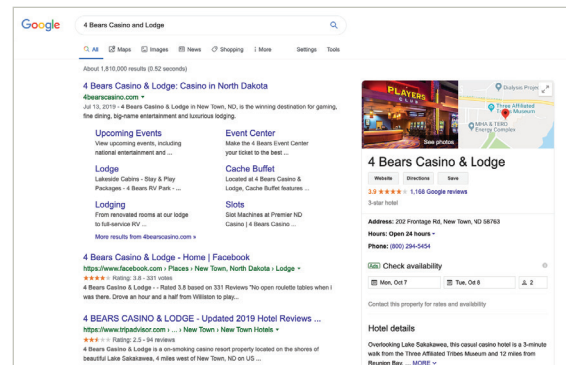 Google
4 Bears Casino and Lodge
All Maps Images News Shopping More Settings Tools
About 1,810,000 results (0.52 seconds)
4 Bears Casino & Lodge: Casino in North Dakota
4bearscasino.com
Jul 13, 2019 - 4 Bears Casino & Lodge in New Town, ND, is the winning destination for gaming,
fine dining, big-name entertainment and luxurious lodging.
Upcoming Events
View upcoming events, including
national entertainment and ...
Event Center
Make the 4 Bears Event Center
your ticket to the best ...
Lodge
Lakeside Cabins - Stay & Play
Packages - 4 Bears RV Park - ...
Cache Buffet
Located at 4 Bears Casino &
Lodge, Cache Buffet features ...
Lodging
From renovated rooms at our lodge
to full-service RV ...
Slots
Slot Machines at Premier ND
Casino | 4 Bears Casino ...
More results from 4bearscasino.com »
4 Bears Casino & Lodge - Home | Facebook
https://www.facebook.com › Places › New Town, North Dakota › Lodge
Rating: 3.8 - 331 votes
4 Bears Casino & Lodge - - Rated 3.8 based on 331 Reviews "No open roulette tables when I
was there. Drove an hour and a half from Williston to play...
4 BEARS CASINO & LODGE - Updated 2019 Hotel Reviews ...
https://www.tripadvisor.com › ... › New Town › New Town Hotels
Rating: 2.5 - 94 reviews
4 Bears Casino & Lodge is a on-smoking casino resort property located on the shores of
beautiful Lake Sakakawea, 4 miles west of New Town, ND on US ...
PLAYERS
CLUB
See photos
Dialysis Proje
Three Affiliated
Tribes Museum
MHA & TERO
Energy Complex
4 Bears Casino & Lodge
Website Directions Save
3.9 1,168 Google reviews
3-star hotel
Address: 202 Frontage Rd, New Town, ND 58763
Hours: Open 24 hours
Phone: (800) 294-5454
Ads Check availability
Mon, Oct 7 Tue, Oct 8 2
Contact this property for rates and availability
Hotel details
Overlooking Lake Sakakawea, this casual casino hotel is a 3-minute
walk from the Three Affiliated Tribes Museum and 12 miles from
Reunion Bay. ... MORE